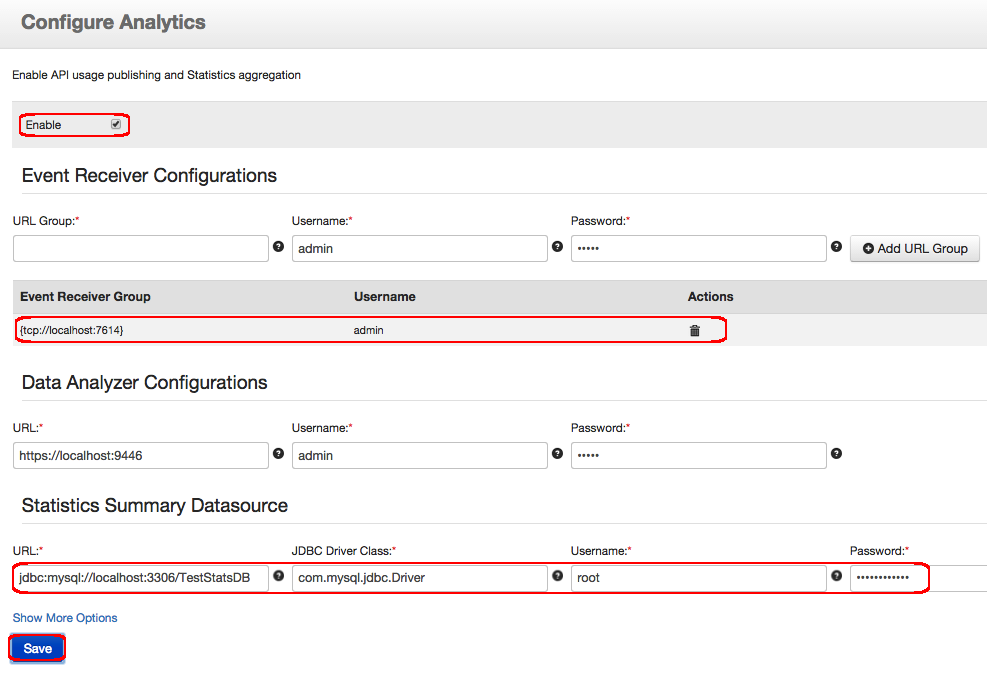 Configure Analytics
Enable API usage publishing and Statistics aggregation
Enable
Event Receiver Configurations
URL Group:* Username:* Password:*
admin ••••• Add URL Group
Event Receiver Group Username Actions
{tcp://localhost:7614} admin
Data Analyzer Configurations
URL:* Username:* Password:*
https://localhost:9446 admin •••••
Statistics Summary Datasource
URL:* JDBC Driver Class:* Username:* Password:*
jdbc:mysql://localhost:3306/TestStatsDB com.mysql.jdbc.Driver root ••••••••••••
Show More Options
Save